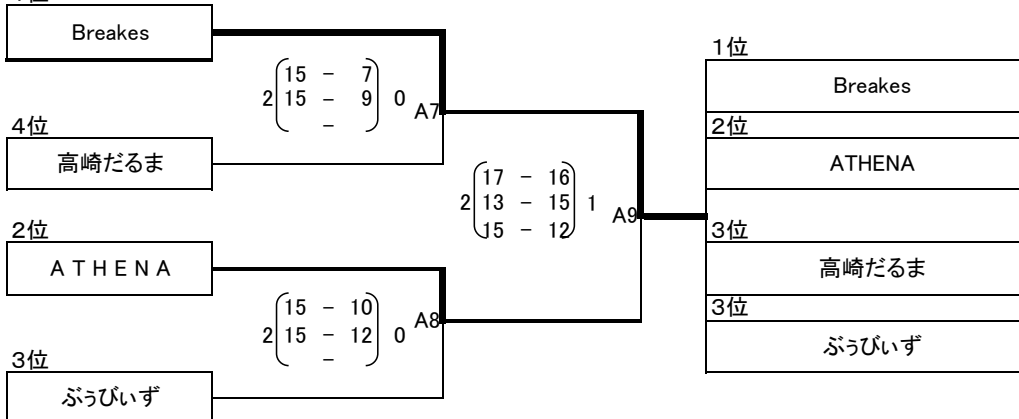 Breakes
15 － 7
2 15 － 9 0
－
A7
4位
高崎だるま
17 － 16
2 13 － 15 1
15 － 12
A9
2位
ＡＴＨＥＮＡ
15 － 10
2 15 － 12 0
－
A8
3位
ぶぅびぃず
1位
Breakes
2位
ATHENA
3位
高崎だるま
3位
ぶぅびぃず